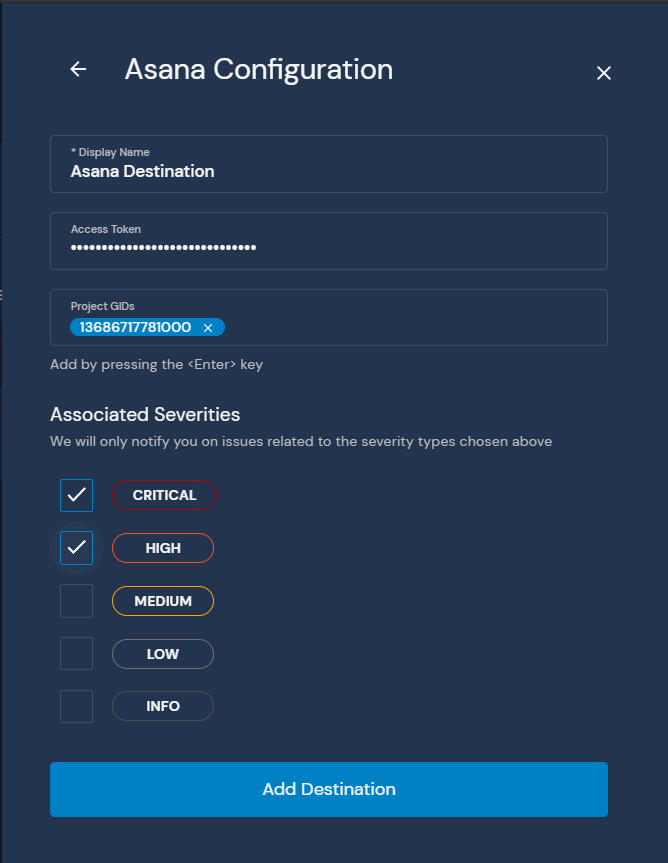 Asana Configuration
* Display Name
Asana Destination
Access Token
••••••••••••••••••••••••••••••
Project GIDs
13686717781000
Add by pressing the <Enter> key
Associated Severities
We will only notify you on issues related to the severity types chosen above
CRITICAL
HIGH
MEDIUM
LOW
INFO
Add Destination